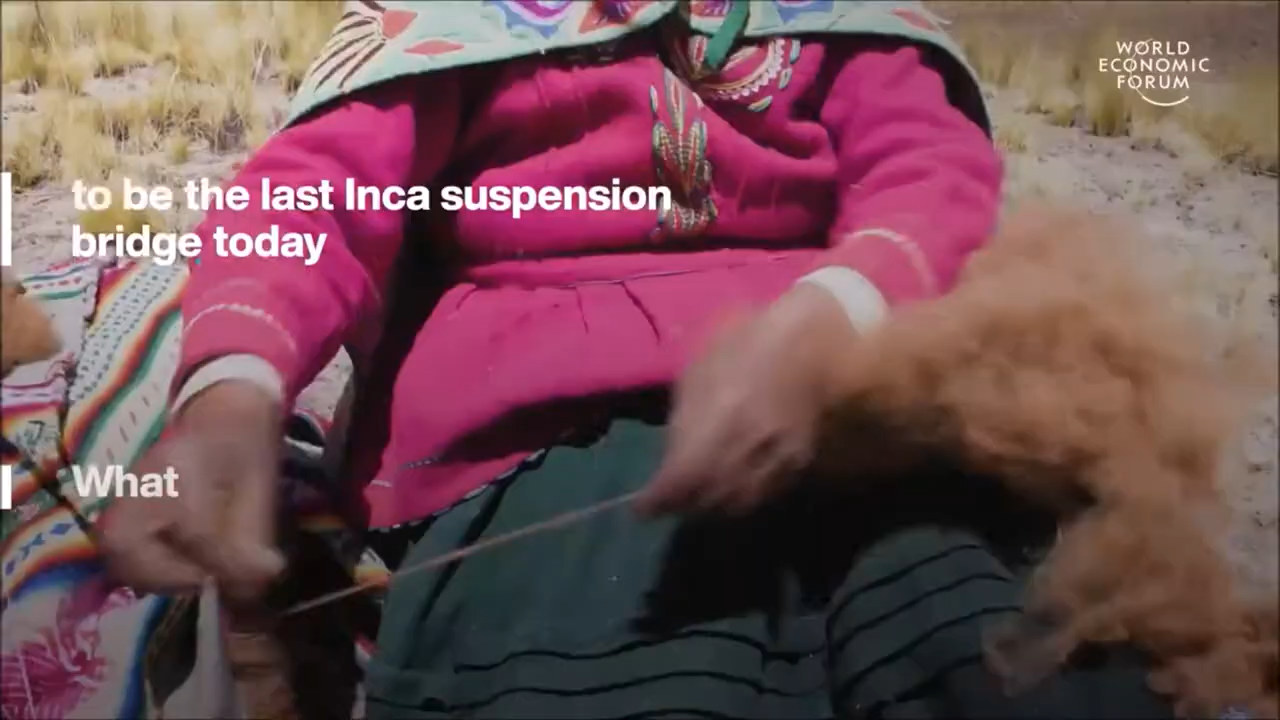 WORLD
ECONOMIC
FORUM
to be the last Inca suspension
bridge today
What